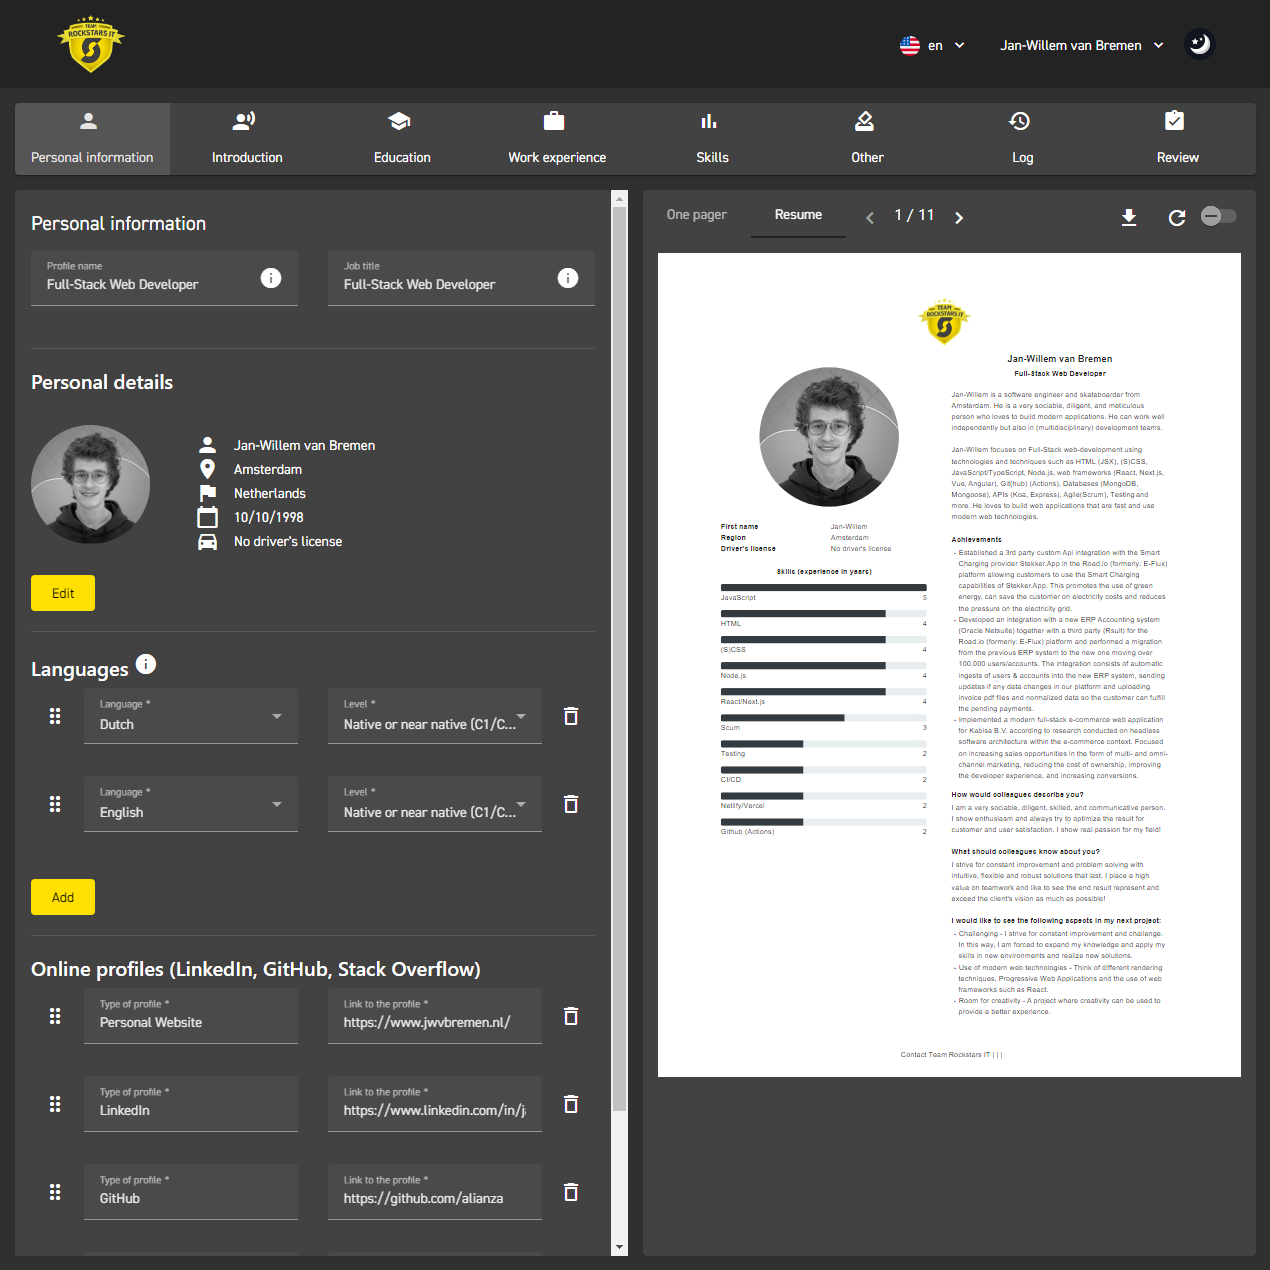 TEAM
ROCKSTARS IT
en
Jan-Willem van Bremen
Personal information
Introduction
Education
Work experience
Skills
Other
Log
Review
Personal information
Profile name
Full-Stack Web Developer
Job title
Full-Stack Web Developer
Personal details
Jan-Willem van Bremen
Amsterdam
Netherlands
10/10/1998
No driver's license
Edit
Languages
Language *
Dutch
Level *
Native or near native (C1/C...
Language *
English
Level *
Native or near native (C1/C...
Add
Online profiles (LinkedIn, GitHub, Stack Overflow)
Type of profile *
Personal Website
Link to the profile *
https://www.jwvbremen.nl/
Type of profile *
LinkedIn
Link to the profile *
https://www.linkedin.com/in/ja
Type of profile *
GitHub
Link to the profile *
https://github.com/alianza
One pager
Resume
1 / 11
TEAM
ROCKSTARS IT
First name Jan-Willem
Region Amsterdam
Driver's license No driver's license
Skills (experience in years)
JavaScript 5
HTML 4
(S)CSS 4
Node.js 4
React/Next.js 4
Scum 3
Testing 2
CI/CD 2
Netlify/Vercel 2
Github (Actions) 2
Jan-Willem van Bremen
Full-Stack Web Developer
Jan-Willem is a software engineer and skateboarder from
Amsterdam. He is a very sociable, diligent, and meticulous
person who loves to build modern applications. He can work well
independently but also in (multidisciplinary) development teams.
Jan-Willem focuses on Full-Stack web-development using
technologies and techniques such as HTML (JSX), (S)CSS,
JavaScript/TypeScript, Node.js, web frameworks (React, Next.js,
Vue, Angular), Git(hub) (Actions), Databases (MongoDB,
Mongoose), APIs (Koa, Express), Agile(Scrum), Testing and
more. He loves to build web applications that are fast and use
modern web technologies.
Achievements
- Established a 3rd party custom Api integration with the Smart
Charging provider Stekker.App in the Road.io (formerly: E-Flux)
platform allowing customers to use the Smart Charging
capabilities of Stekker.App. This promotes the use of green
energy, can save the customer on electricity costs and reduces
the pressure on the electricity grid.
- Developed an integration with a new ERP Accounting system
(Oracle Netsuite) together with a third party (Rsult) for the
Road.io (formerly: E-Flux) platform and performed a migration
from the previous ERP system to the new one moving over
100.000 users/accounts. The integration consists of automatic
ingests of users & accounts into the new ERP system, sending
updates if any data changes in our platform and uploading
invoice pdf files and normalized data so the customer can fulfill
the pending payments.
- Implemented a modern full-stack e-commerce web application
for Kabisa B.V. according to research conducted on headless
software architecture within the e-commerce context. Focused
on increasing sales opportunities in the form of multi- and omni-
channel marketing, reducing the cost of ownership, improving
the developer experience, and increasing conversions.
How would colleagues describe you?
I am a very sociable, diligent, skilled, and communicative person.
I show enthusiasm and always try to optimize the result for
customer and user satisfaction. I show real passion for my field!
What should colleagues know about you?
I strive for constant improvement and problem solving with
intuitive, flexible and robust solutions that last. I place a high
value on teamwork and like to see the end result represent and
exceed the client's vision as much as possible!
I would like to see the following aspects in my next project:
- Challenging - I strive for constant improvement and challenge.
In this way, I am forced to expand my knowledge and apply my
skills in new environments and realize new solutions.
- Use of modern web technologies - Think of different rendering
techniques, Progressive Web Applications and the use of web
frameworks such as React.
- Room for creativity - A project where creativity can be used to
provide a better experience.
Contact Team Rockstars IT | | |